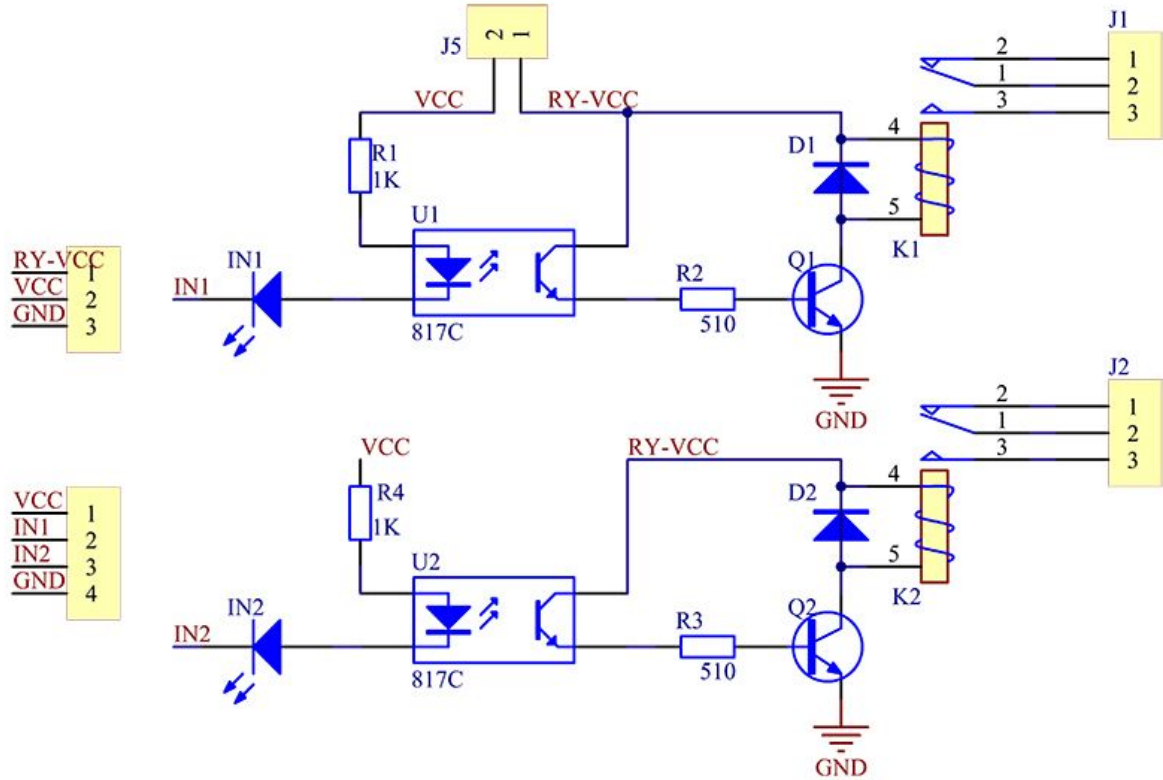 J5
2 1
VCC
RY-VCC
J1
2 1
1 2
3 3
R1
1K
D1
4
5
K1
U1
817C
RY-VCC 1
VCC 2
GND 3
IN1
IN1
R2
510
Q1
GND
J2
2 1
1 2
3 3
VCC
RY-VCC
R4
1K
D2
4
5
K2
VCC 1
IN1 2
IN2 3
GND 4
U2
817C
IN2
IN2
R3
510
Q2
GND